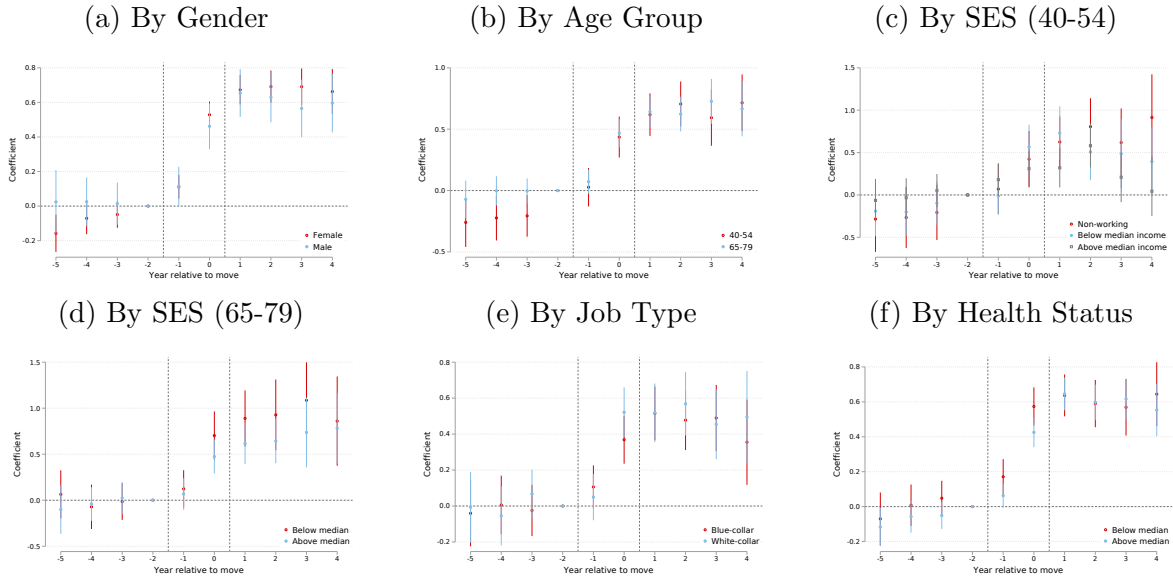 (a) By Gender
0.8
0.6
0.4
0.2
0.0
-0.2
Coefficient
-5 -4 -3 -2 -1 0 1 2 3 4
Year relative to move
Female
Male
(b) By Age Group
1.0
0.5
0.0
-0.5
Coefficient
-5 -4 -3 -2 -1 0 1 2 3 4
Year relative to move
40-54
65-79
(c) By SES (40-54)
1.5
1.0
0.5
0.0
-0.5
Coefficient
-5 -4 -3 -2 -1 0 1 2 3 4
Year relative to move
Non-working
Below median income
Above median income
(d) By SES (65-79)
1.5
1.0
0.5
0.0
-0.5
Coefficient
-5 -4 -3 -2 -1 0 1 2 3 4
Year relative to move
Below median
Above median
(e) By Job Type
0.8
0.6
0.4
0.2
0.0
-0.2
Coefficient
-5 -4 -3 -2 -1 0 1 2 3 4
Year relative to move
Blue-collar
White-collar
(f) By Health Status
0.8
0.6
0.4
0.2
0.0
-0.2
Coefficient
-5 -4 -3 -2 -1 0 1 2 3 4
Year relative to move
Below median
Above median